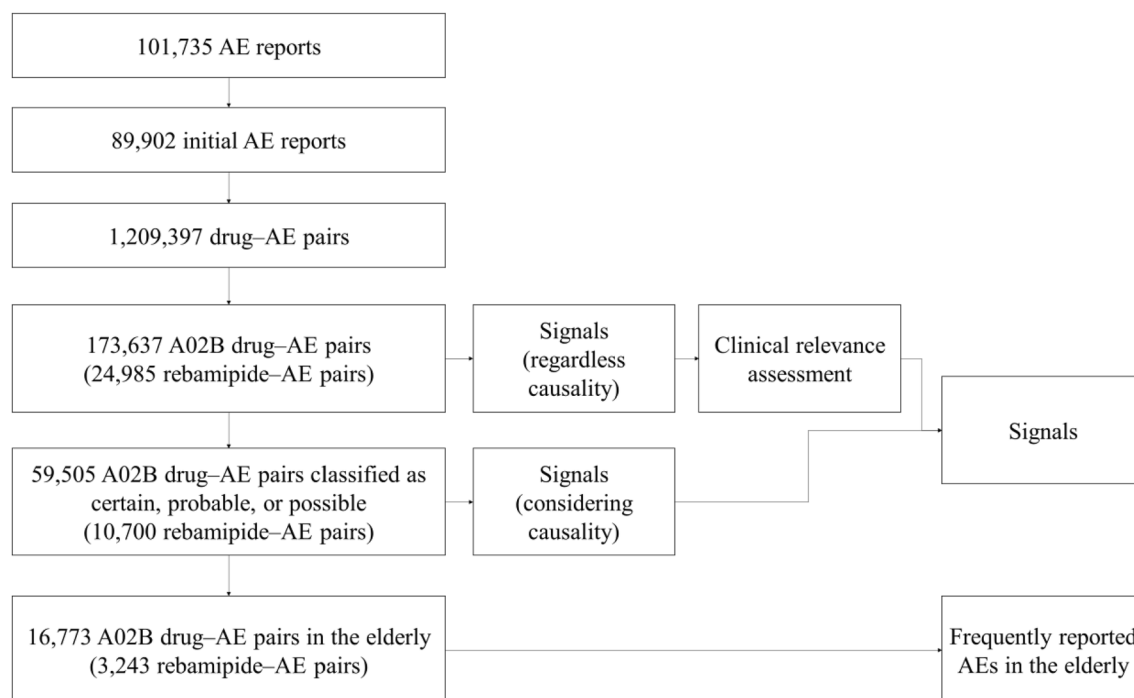 101,735 AE reports
89,902 initial AE reports
1,209,397 drug–AE pairs
173,637 A02B drug–AE pairs
(24,985 rebamipide–AE pairs)
Signals
(regardless
causality)
Clinical relevance
assessment
Signals
59,505 A02B drug–AE pairs classified as
certain, probable, or possible
(10,700 rebamipide–AE pairs)
Signals
(considering
causality)
16,773 A02B drug–AE pairs in the elderly
(3,243 rebamipide–AE pairs)
Frequently reported
AEs in the elderly